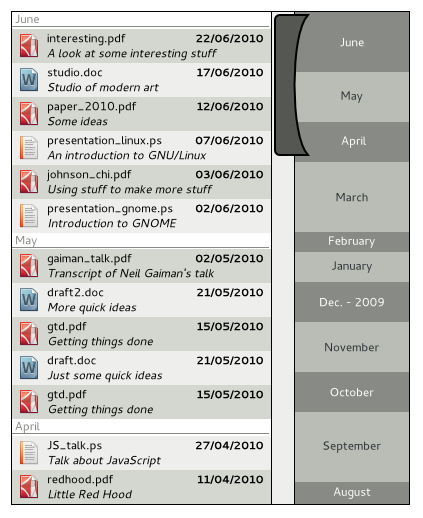 June
interesting.pdf 22/06/2010
A look at some interesting stuff
studio.doc 17/06/2010
Studio of modern art
paper_2010.pdf 12/06/2010
Some ideas
presentation_linux.ps 07/06/2010
An introduction to GNU/Linux
johnson_chi.pdf 03/06/2010
Using stuff to make more stuff
presentation_gnome.ps 02/06/2010
Introduction to GNOME
May
gaiman_talk.pdf 02/05/2010
Transcript of Neil Gaiman's talk
draft2.doc 21/05/2010
More quick ideas
gtd.pdf 15/05/2010
Getting things done
draft.doc 21/05/2010
Just some quick ideas
gtd.pdf 15/05/2010
Getting things done
April
JS_talk.ps 27/04/2010
Talk about JavaScript
redhood.pdf 11/04/2010
Little Red Hood
June
May
April
March
February
January
Dec. - 2009
November
October
September
August